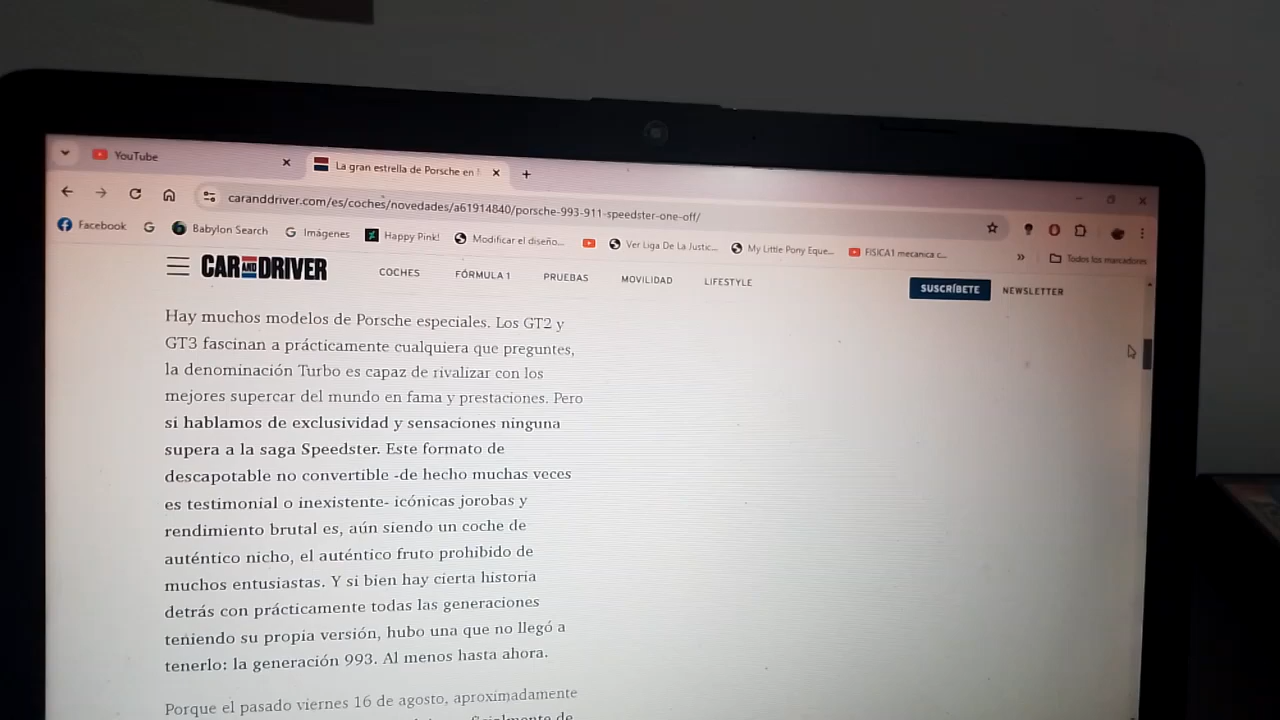 YouTube
La gran estrella de Porsche en
caranddriver.com/es/coches/novedades/a61914840/porsche-993-911-speedster-one-off/
Facebook
Babylon Search
Imágenes
Happy Pink!
Modificar el diseño...
Ver Liga De La Justic...
My Little Pony Eque...
FISICA1 mecanica c...
»
Todos los marcadores
CAR AND DRIVER
COCHES
FÓRMULA 1
PRUEBAS
MOVILIDAD
LIFESTYLE
SUSCRÍBETE
NEWSLETTER
Hay muchos modelos de Porsche especiales. Los GT2 y
GT3 fascinan a prácticamente cualquiera que preguntes,
la denominación Turbo es capaz de rivalizar con los
mejores supercar del mundo en fama y prestaciones. Pero
si hablamos de exclusividad y sensaciones ninguna
supera a la saga Speedster. Este formato de
descapotable no convertible -de hecho muchas veces
es testimonial o inexistente- icónicas jorobas y
rendimiento brutal es, aún siendo un coche de
auténtico nicho, el auténtico fruto prohibido de
muchos entusiastas. Y si bien hay cierta historia
detrás con prácticamente todas las generaciones
teniendo su propia versión, hubo una que no llegó a
tenerlo: la generación 993. Al menos hasta ahora.
Porque el pasado viernes 16 de agosto, aproximadamente
de